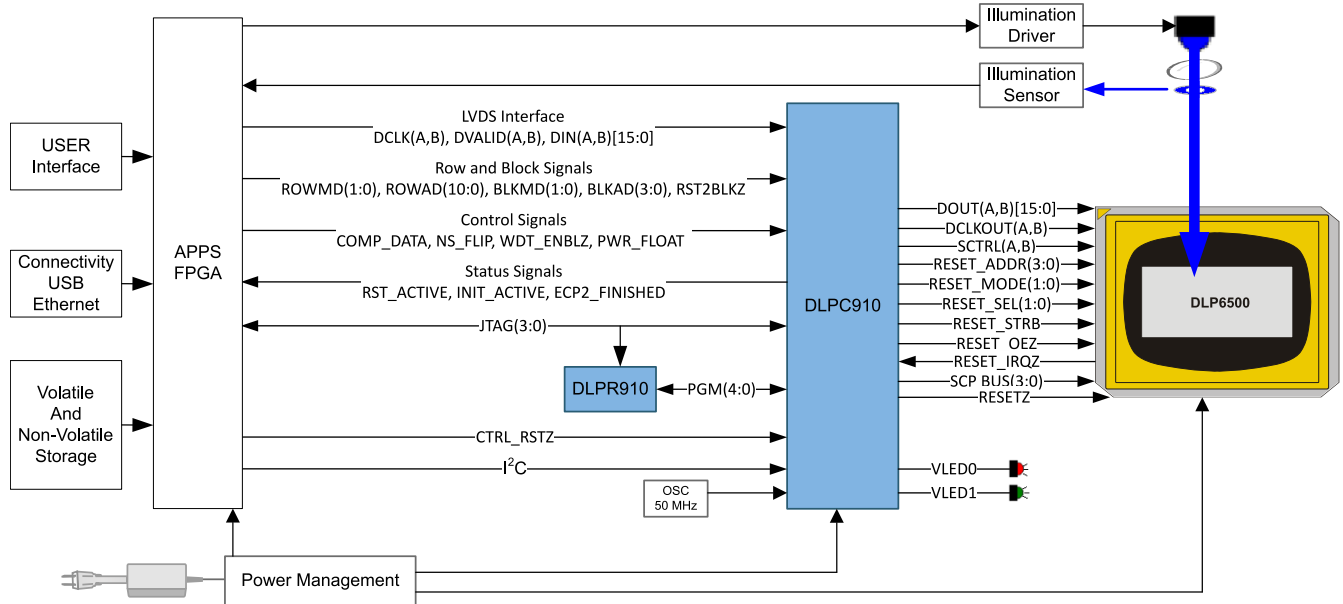 Illumination
Driver
Illumination
Sensor
USER
Interface
Connectivity
USB
Ethernet
Volatile
And
Non-Volatile
Storage
APPS
FPGA
LVDS Interface
DCLK(A,B), DVALID(A,B), DIN(A,B)[15:0]
Row and Block Signals
ROWMD(1:0), ROWAD(10:0), BLKMD(1:0), BLKAD(3:0), RST2BLKZ
Control Signals
COMP_DATA, NS_FLIP, WDT_ENBLZ, PWR_FLOAT
Status Signals
RST_ACTIVE, INIT_ACTIVE, ECP2_FINISHED
JTAG(3:0)
DLPR910
PGM(4:0)
CTRL_RSTZ
I²C
OSC
50 MHz
DLPC910
DOUT(A,B)[15:0]
DCLKOUT(A,B)
SCTRL(A,B)
RESET_ADDR(3:0)
RESET_MODE(1:0)
RESET_SEL(1:0)
RESET_STRB
RESET_OEZ
RESET_IRQZ
SCP BUS(3:0)
RESETZ
VLED0
VLED1
DLP6500
Power Management